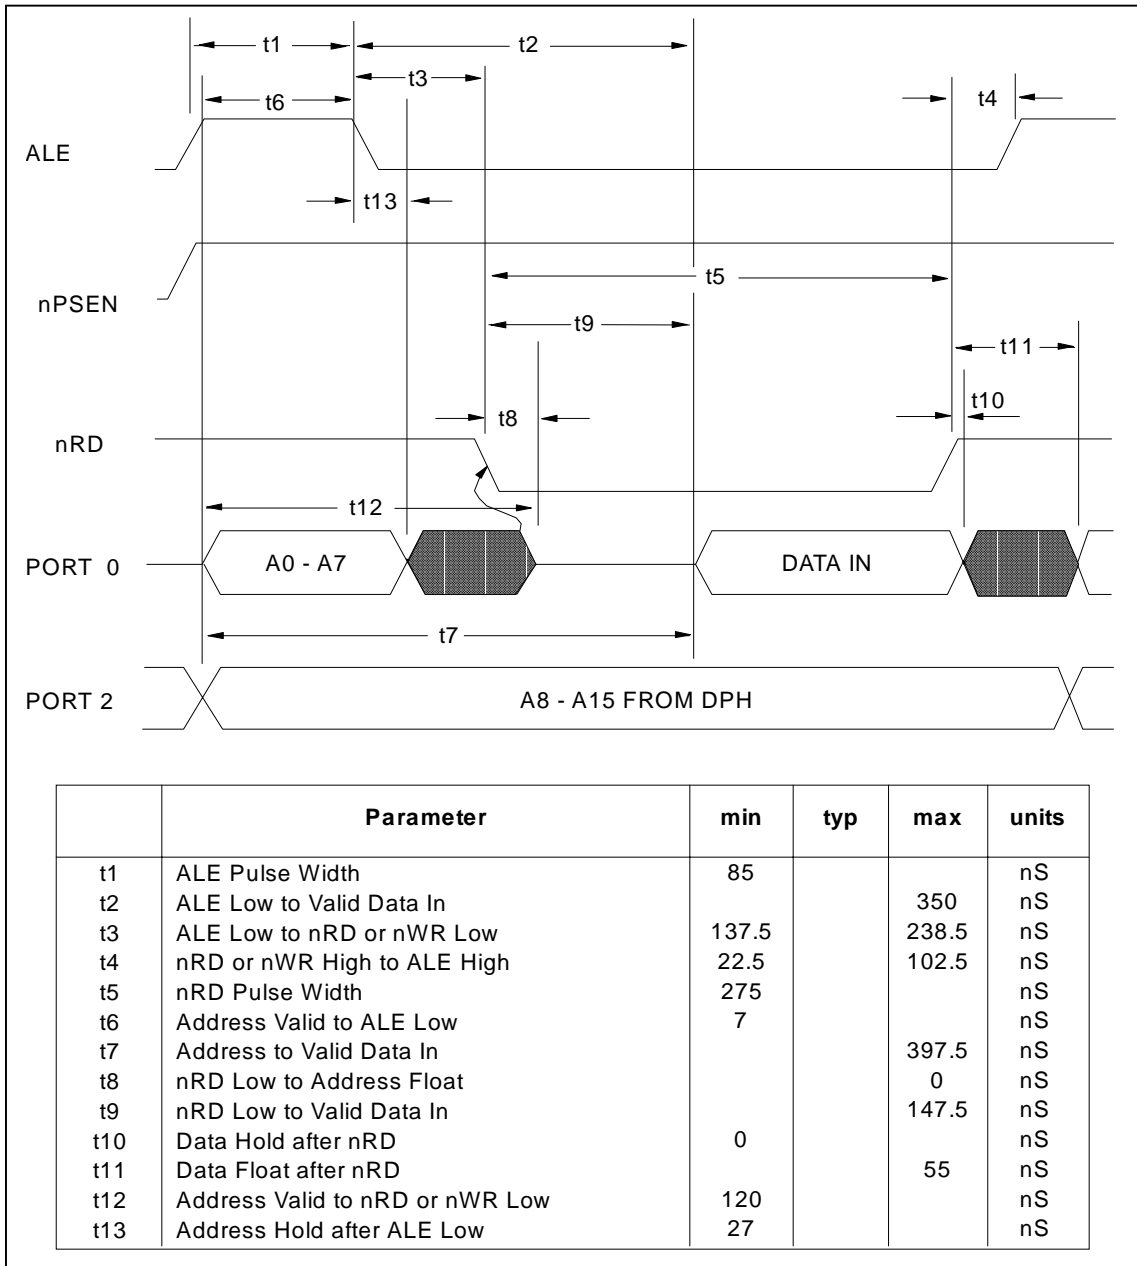 t1 t2
t3
t6 t4
ALE
t13
t5
nPSEN
t9
t11
t10
t8
nRD
t12
PORT 0 A0 - A7 DATA IN
t7
PORT 2 A8 - A15 FROM DPH
Parameter min typ max units
t1 ALE Pulse Width 85 nS
t2 ALE Low to Valid Data In 350 nS
t3 ALE Low to nRD or nWR Low 137.5 238.5 nS
t4 nRD or nWR High to ALE High 22.5 102.5 nS
t5 nRD Pulse Width 275 nS
t6 Address Valid to ALE Low 7 nS
t7 Address to Valid Data In 397.5 nS
t8 nRD Low to Address Float 0 nS
t9 nRD Low to Valid Data In 147.5 nS
t10 Data Hold after nRD 0 nS
t11 Data Float after nRD 55 nS
t12 Address Valid to nRD or nWR Low 120 nS
t13 Address Hold after ALE Low 27 nS